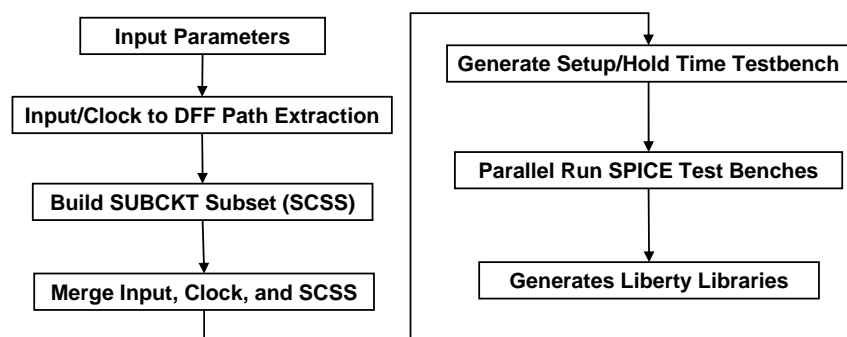 Input Parameters
Input/Clock to DFF Path Extraction
Build SUBCKT Subset (SCSS)
Merge Input, Clock, and SCSS
Generate Setup/Hold Time Testbench
Parallel Run SPICE Test Benches
Generates Liberty Libraries